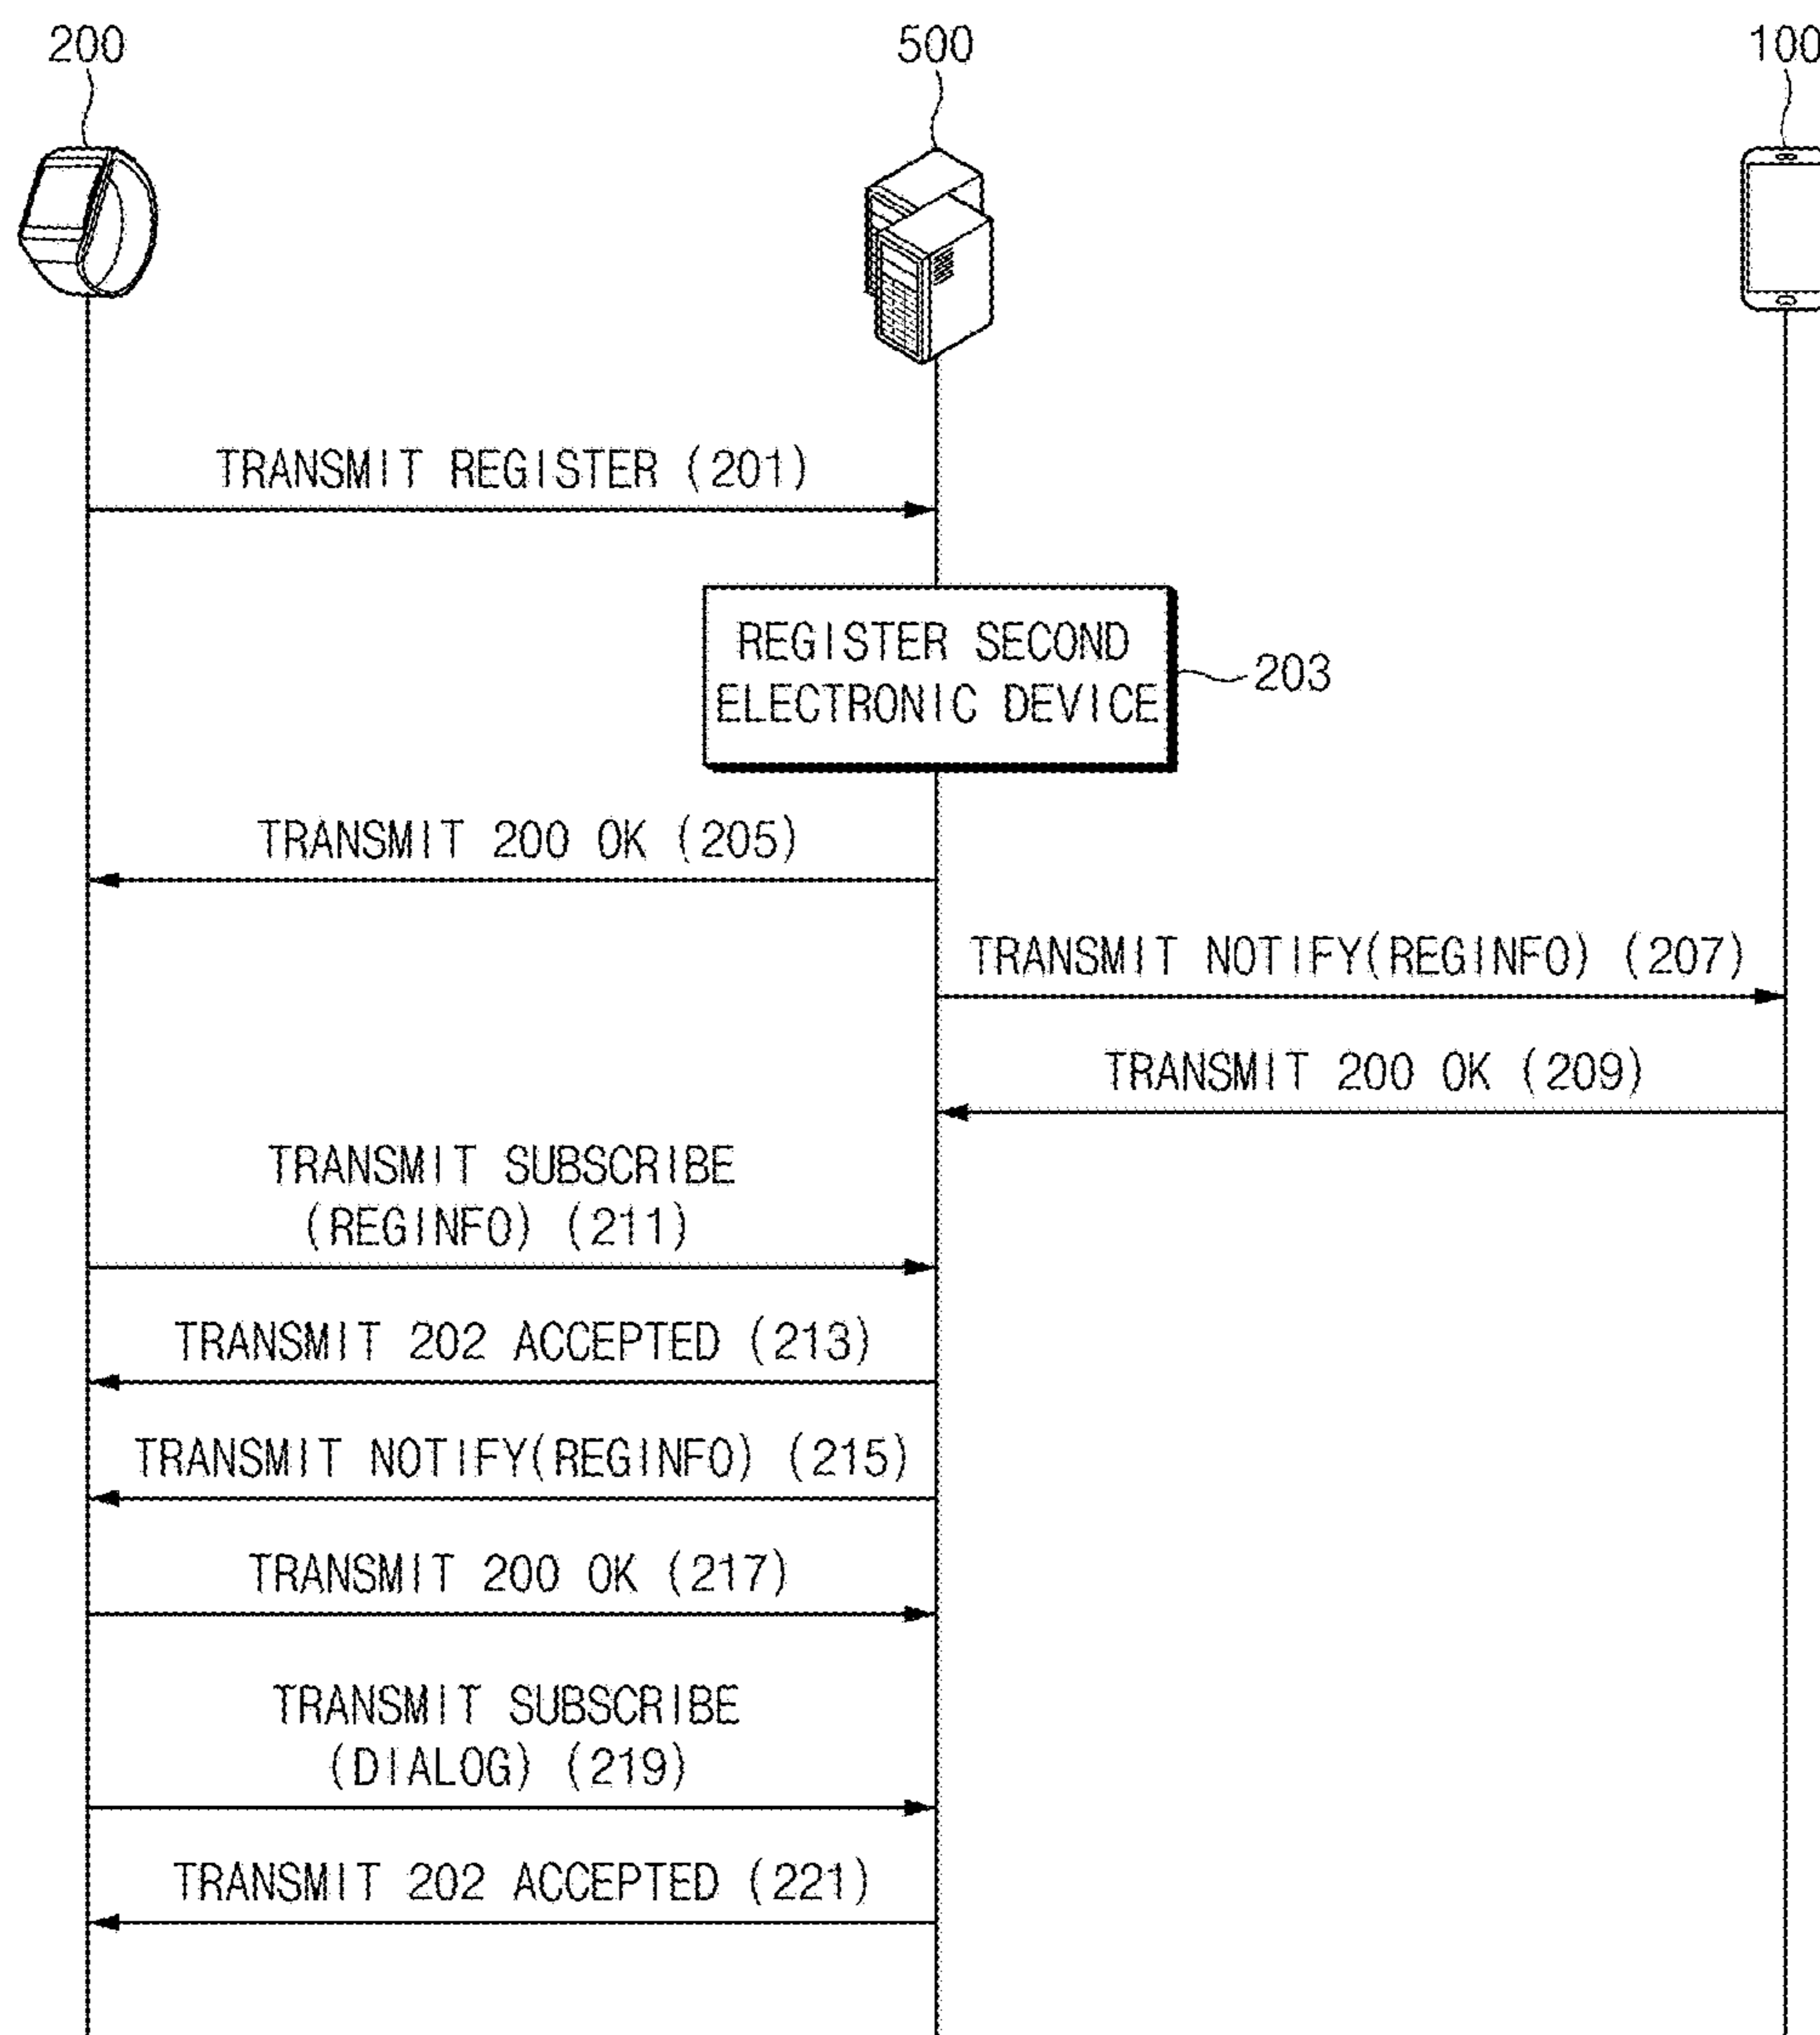 200
500
100
TRANSMIT REGISTER (201)
REGISTER SECOND
ELECTRONIC DEVICE
203
TRANSMIT 200 OK (205)
TRANSMIT NOTIFY(REGINFO) (207)
TRANSMIT 200 OK (209)
TRANSMIT SUBSCRIBE
(REGINFO) (211)
TRANSMIT 202 ACCEPTED (213)
TRANSMIT NOTIFY(REGINFO) (215)
TRANSMIT 200 OK (217)
TRANSMIT SUBSCRIBE
(DIALOG) (219)
TRANSMIT 202 ACCEPTED (221)